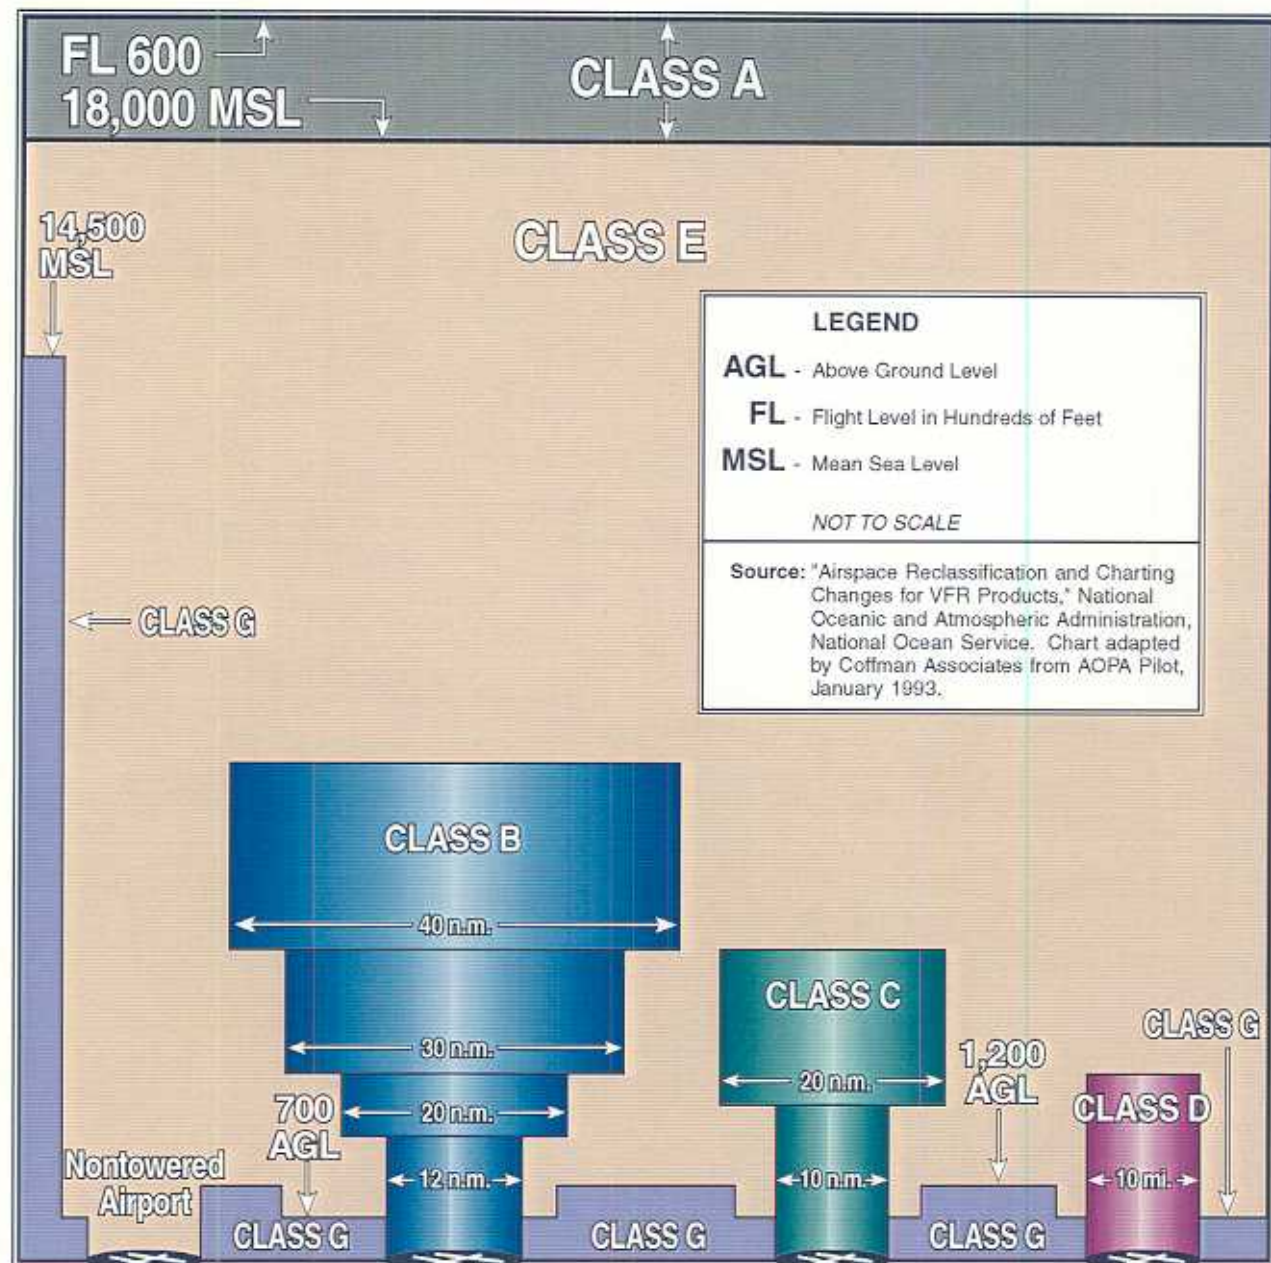 FL 600
18,000 MSL
CLASS A
14,500
MSL
CLASS E
LEGEND
AGL - Above Ground Level
FL - Flight Level in Hundreds of Feet
MSL - Mean Sea Level
NOT TO SCALE
Source: "Airspace Reclassification and Charting
Changes for VFR Products," National
Oceanic and Atmospheric Administration,
National Ocean Service. Chart adapted
by Coffman Associates from AOPA Pilot,
January 1993.
CLASS G
CLASS B
40 n.m.
30 n.m.
20 n.m.
12 n.m.
700
AGL
Nontowered
Airport
CLASS C
20 n.m.
10 n.m.
1,200
AGL
CLASS G
CLASS D
10 mi.
CLASS G
CLASS G
CLASS G